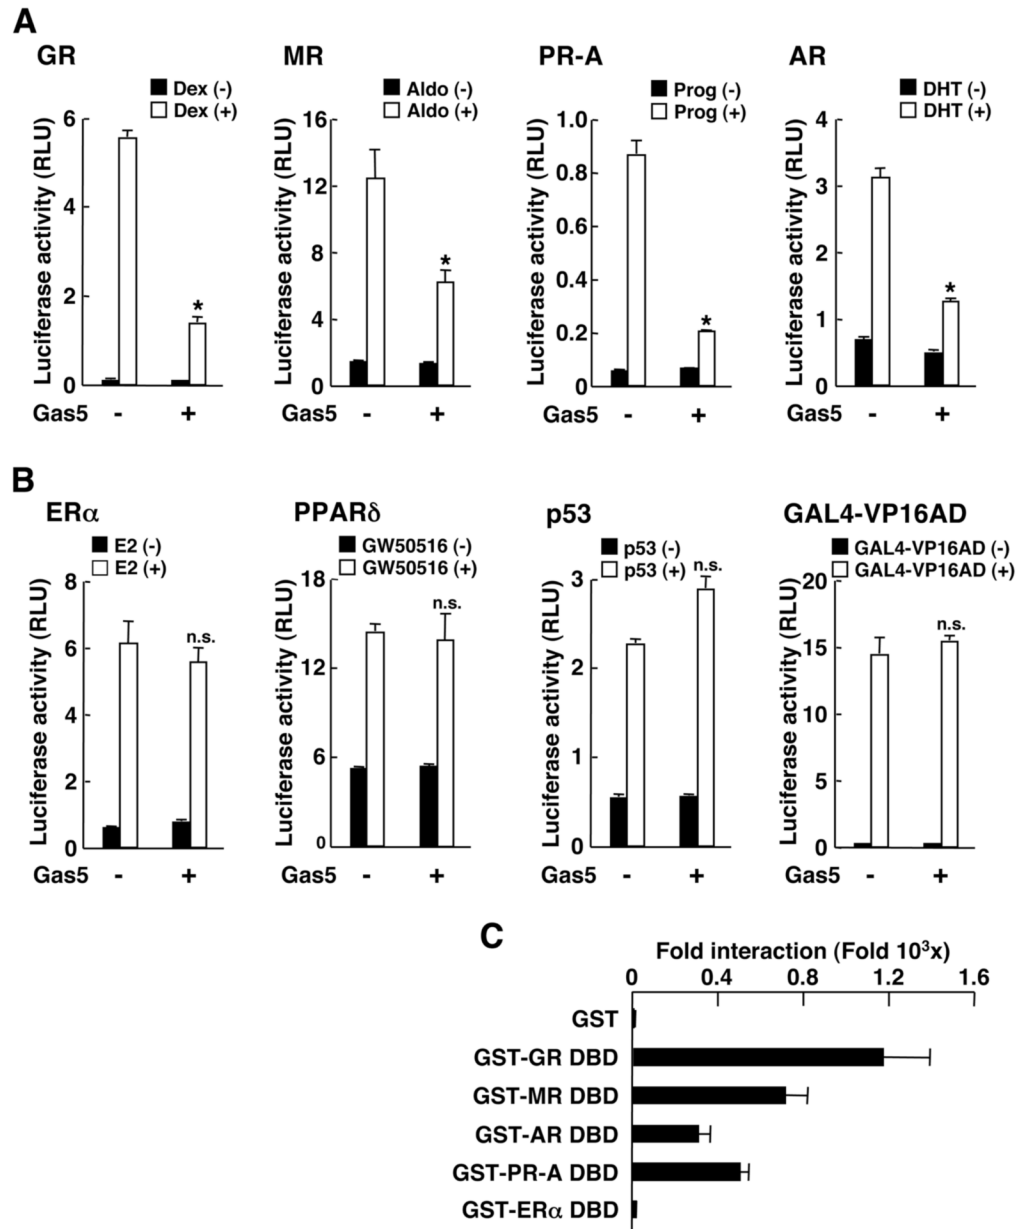 A
GR
MR
PR-A
AR
Dex (-)
Dex (+)
Aldo (-)
Aldo (+)
Prog (-)
Prog (+)
DHT (-)
DHT (+)
Luciferase activity (RLU)
6
4
2
0
*
Gas5 - +
Luciferase activity (RLU)
16
12
8
4
0
*
Gas5 - +
Luciferase activity (RLU)
1.0
0.8
0.6
0.4
0.2
0
*
Gas5 - +
Luciferase activity (RLU)
4
3
2
1
0
*
Gas5 - +
B
ERα
PPARδ
p53
GAL4-VP16AD
E2 (-)
E2 (+)
GW50516 (-)
GW50516 (+)
p53 (-)
p53 (+)
GAL4-VP16AD (-)
GAL4-VP16AD (+)
Luciferase activity (RLU)
8
6
4
2
0
n.s.
Gas5 - +
Luciferase activity (RLU)
18
12
6
0
n.s.
Gas5 - +
Luciferase activity (RLU)
3
2
1
0
n.s.
Gas5 - +
Luciferase activity (RLU)
20
15
10
5
0
n.s.
Gas5 - +
C
Fold interaction (Fold 10³x)
0 0.4 0.8 1.2 1.6
GST
GST-GR DBD
GST-MR DBD
GST-AR DBD
GST-PR-A DBD
GST-ERα DBD